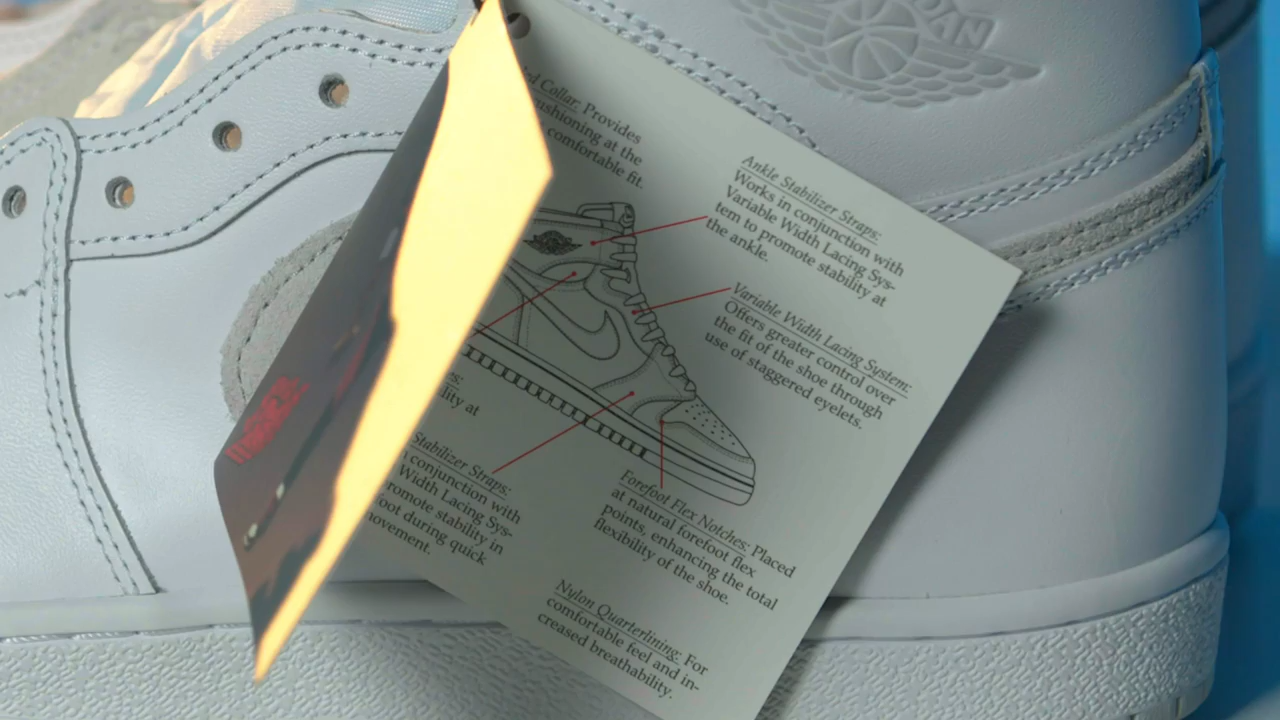 JORDAN
Collar: Provides
cushioning at the
comfortable fit.
Ankle Stabilizer Straps:
Works in conjunction with
Variable Width Lacing Sys-
tem to promote stability at
the ankle.
Variable Width Lacing System:
Offers greater control over
the fit of the shoe through
use of staggered eyelets.
lity at
Stabilizer Straps:
conjunction with
Width Lacing Sys-
romote stability in
foot during quick
movement.
Forefoot Flex Notches: Placed
at natural forefoot flex
points, enhancing the total
flexibility of the shoe.
Nylon Quarterlining: For
comfortable feel and in-
creased breathability.